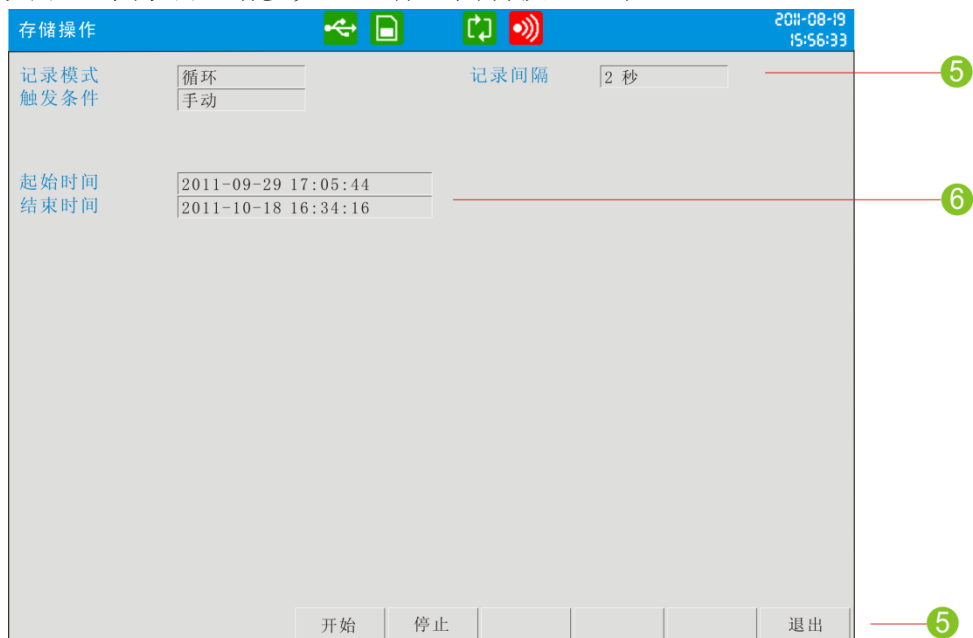 存储操作
2011-08-19
15:56:33
记录模式 循环 记录间隔 2 秒 5
触发条件 手动
起始时间 2011-09-29 17:05:44
结束时间 2011-10-18 16:34:16 6
开始 停止 退出 5